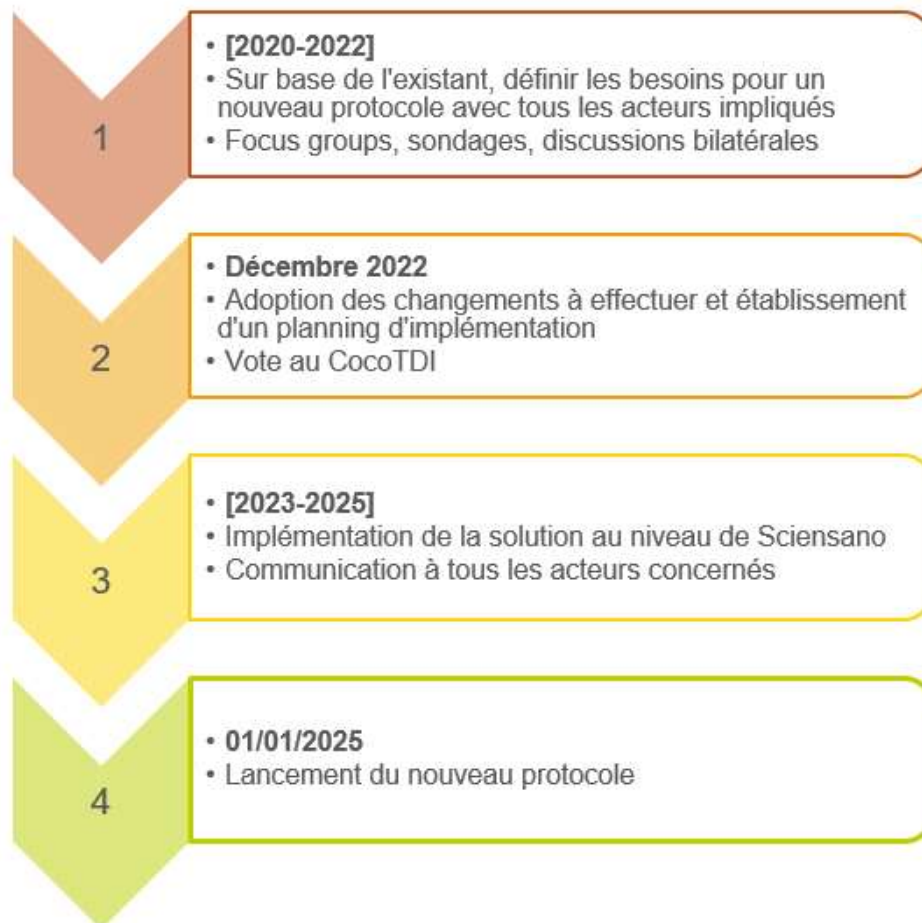 1
• [2020-2022]
• Sur base de l'existant, définir les besoins pour un
nouveau protocole avec tous les acteurs impliqués
• Focus groups, sondages, discussions bilatérales
2
• Décembre 2022
• Adoption des changements à effectuer et établissement
d'un planning d'implémentation
• Vote au CocoTDI
3
• [2023-2025]
• Implémentation de la solution au niveau de Sciensano
• Communication à tous les acteurs concernés
4
• 01/01/2025
• Lancement du nouveau protocole